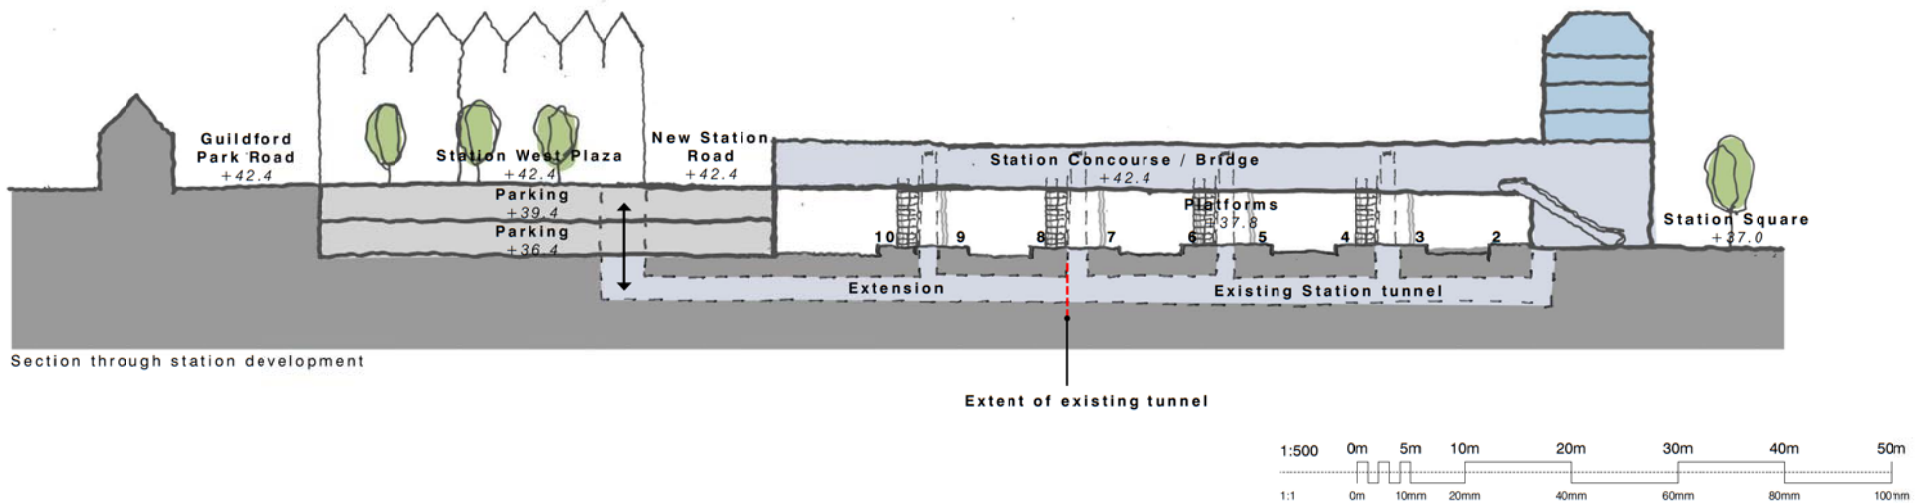 Guildford
Park Road
+42.4
Station West Plaza
+42.4
New Station
Road
+42.4
Station Concourse / Bridge
+42.4
Parking
+39.4
Parking
+36.4
Platforms
+37.8
10
9
8
7
6
5
4
3
2
Station Square
+37.0
Extension
Existing Station tunnel
Section through station development
Extent of existing tunnel
1:500 0m 5m 10m 20m 30m 40m 50m
1:1 0m 10mm 20mm 40mm 60mm 80mm 100mm